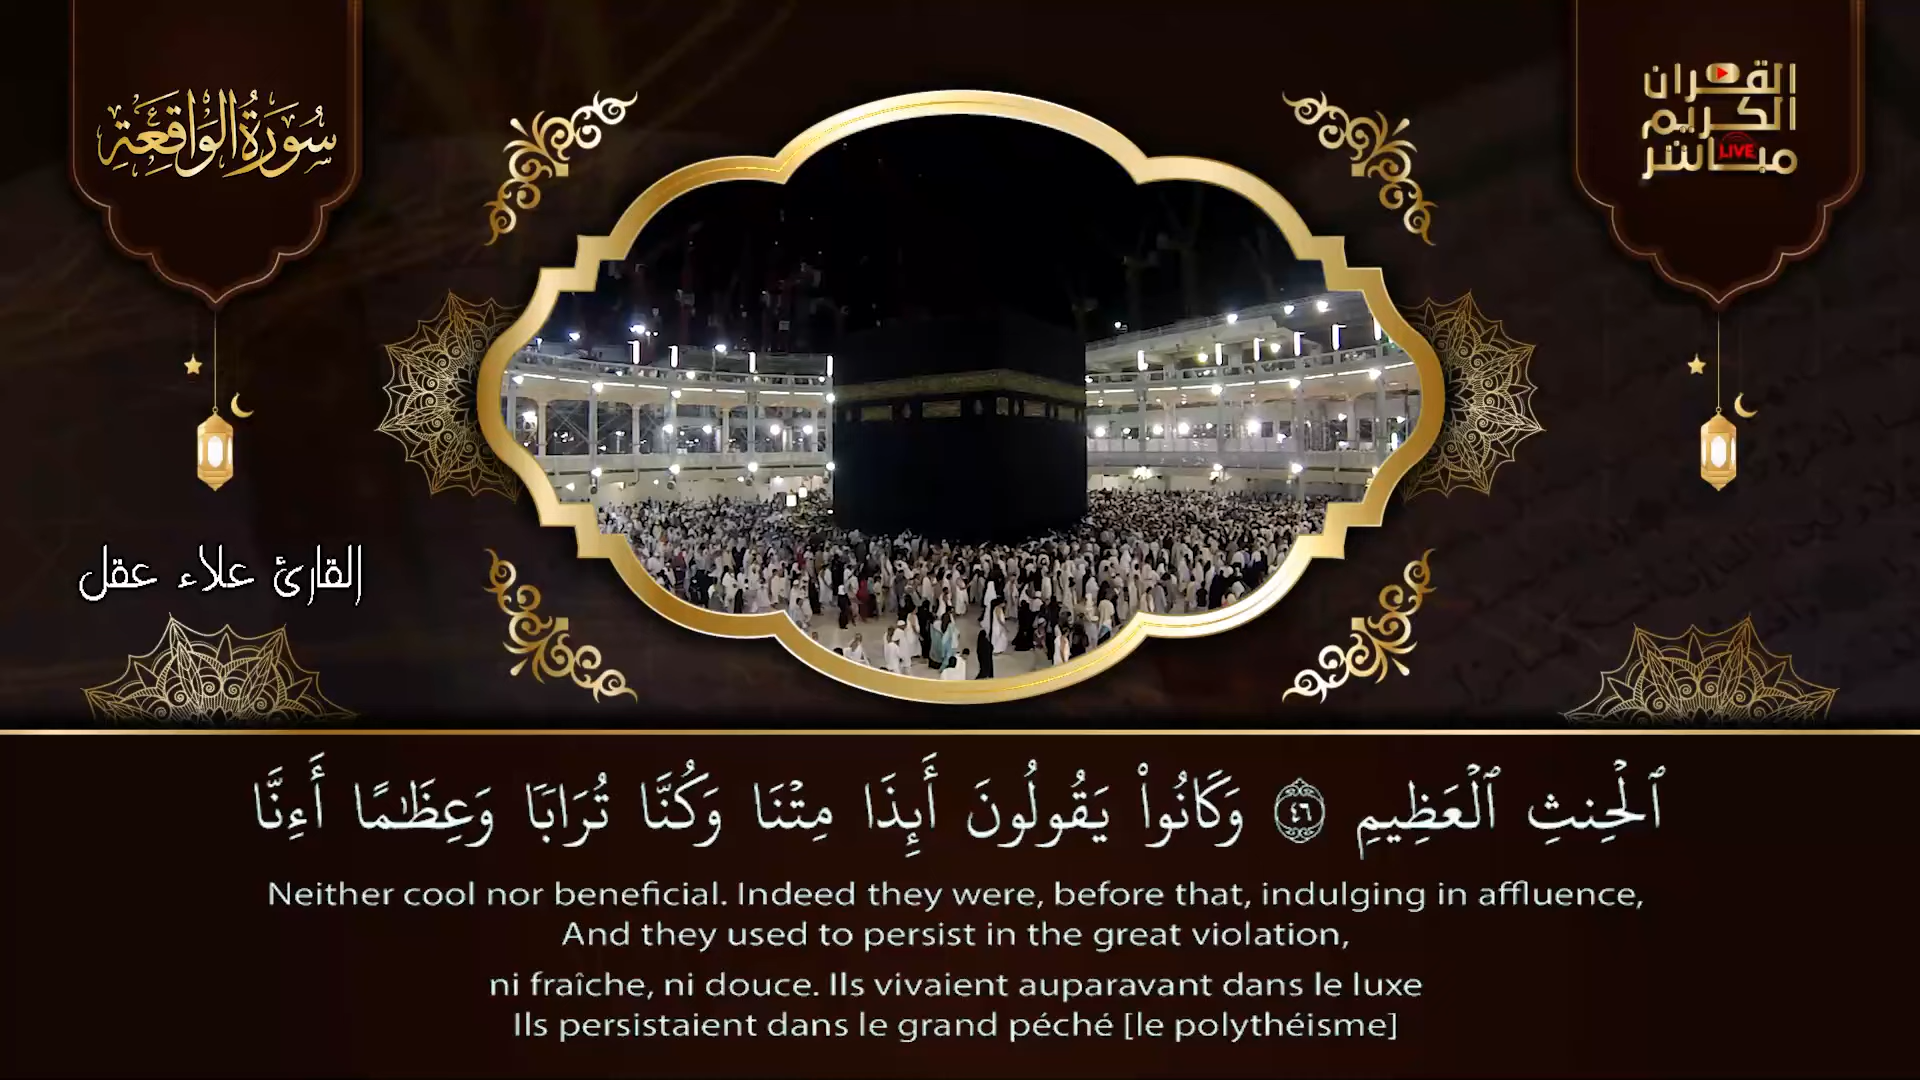 سُورَةُ الوَاقِعَةِ
القرآن
الكريم
مباشر
LIVE
القارئ علاء عقل
ٱلْحِنثِ ٱلْعَظِيمِ ٤٦ وَكَانُوا۟ يَقُولُونَ أَئِذَا مِتْنَا وَكُنَّا تُرَابًا وَعِظَٰمًا أَءِنَّا
Neither cool nor beneficial. Indeed they were, before that, indulging in affluence,
And they used to persist in the great violation,
ni fraîche, ni douce. Ils vivaient auparavant dans le luxe
Ils persistaient dans le grand péché [le polythéisme]